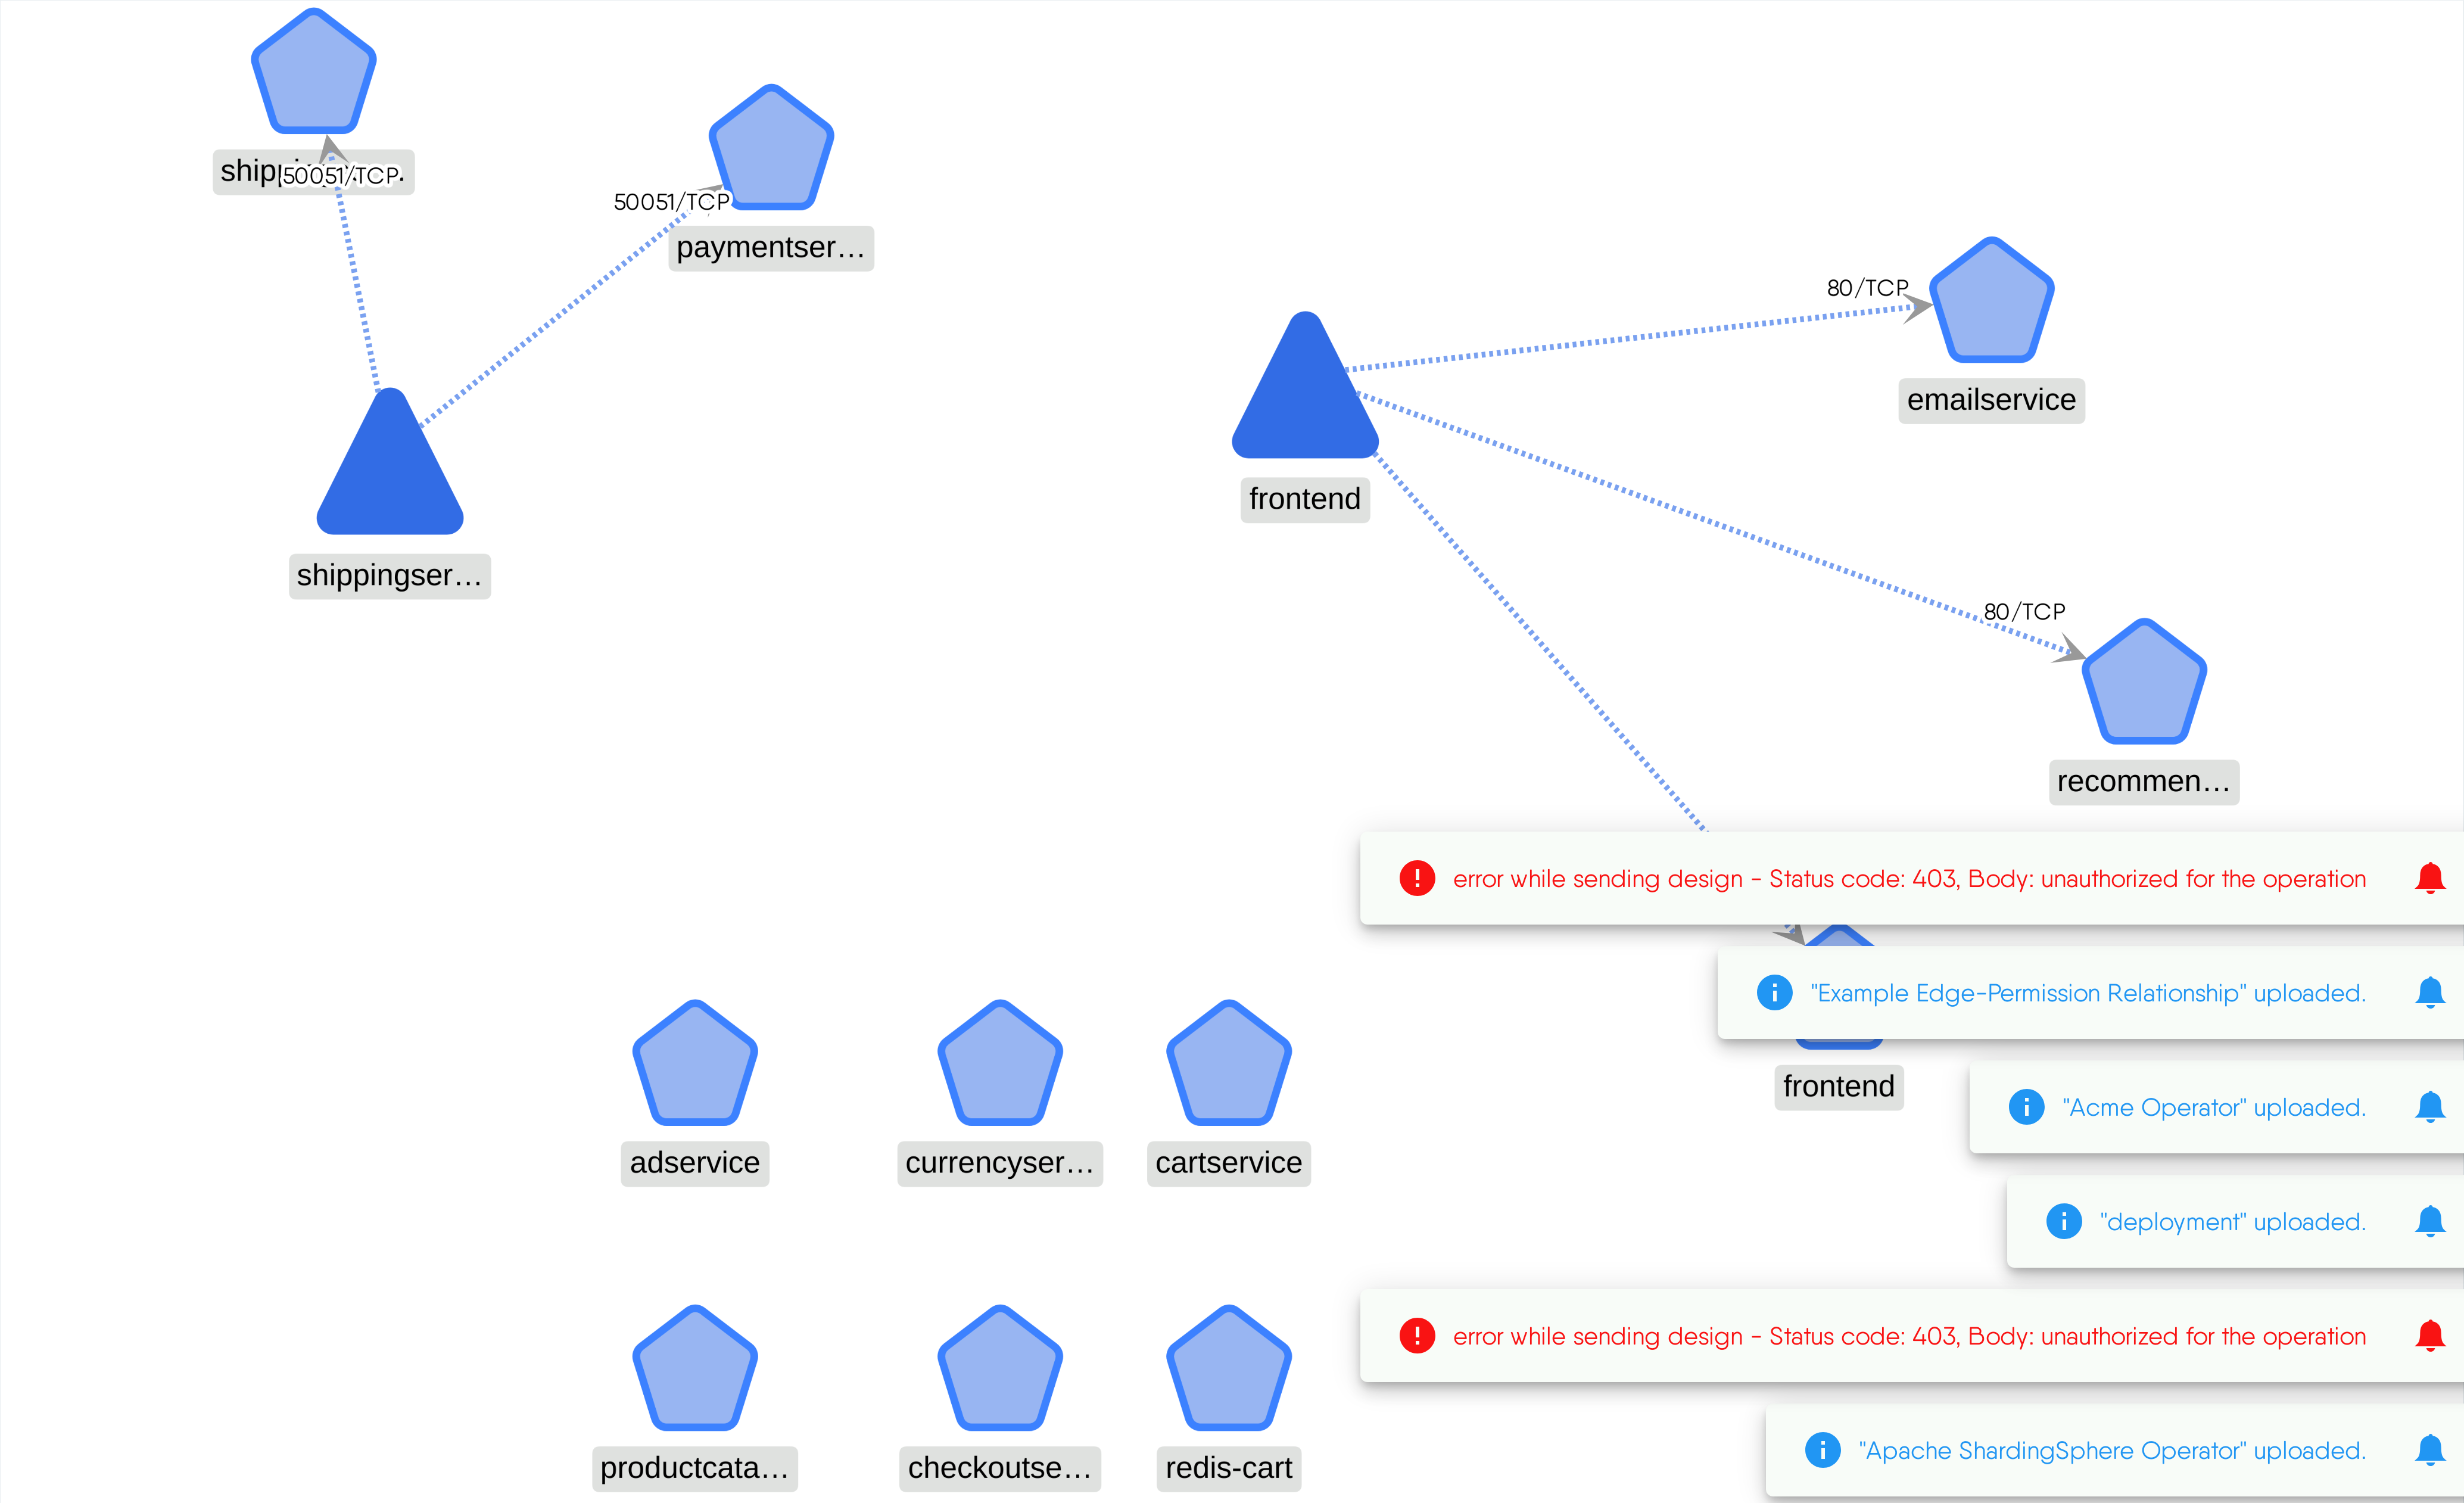 50051/TCP
50051/TCP
paymentser…
80/TCP
emailservice
frontend
shippingser…
80/TCP
recommen…
error while sending design - Status code: 403, Body: unauthorized for the operation
"Example Edge-Permission Relationship" uploaded.
frontend
"Acme Operator" uploaded.
adservice
currencyser…
cartservice
"deployment" uploaded.
error while sending design - Status code: 403, Body: unauthorized for the operation
"Apache ShardingSphere Operator" uploaded.
productcata…
checkoutse…
redis-cart